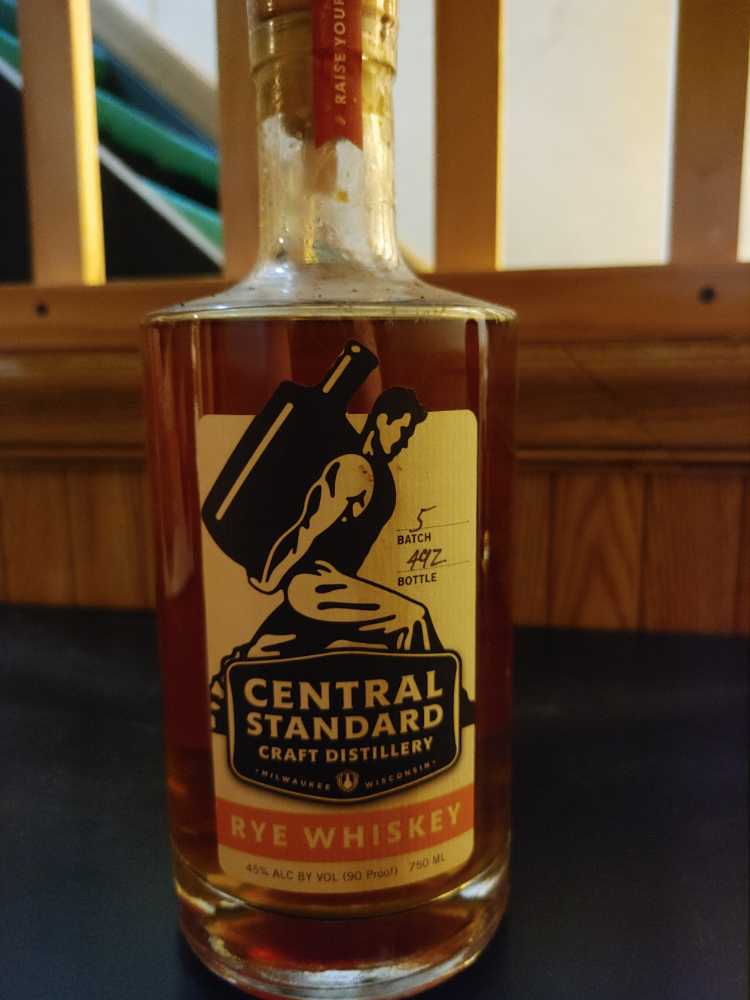 RAISE YOUR
5
BATCH
492
BOTTLE
CENTRAL
STANDARD
CRAFT DISTILLERY
MILWAUKEE WISCONSIN
RYE WHISKEY
45% ALC BY VOL (90 Proof) 750 ML